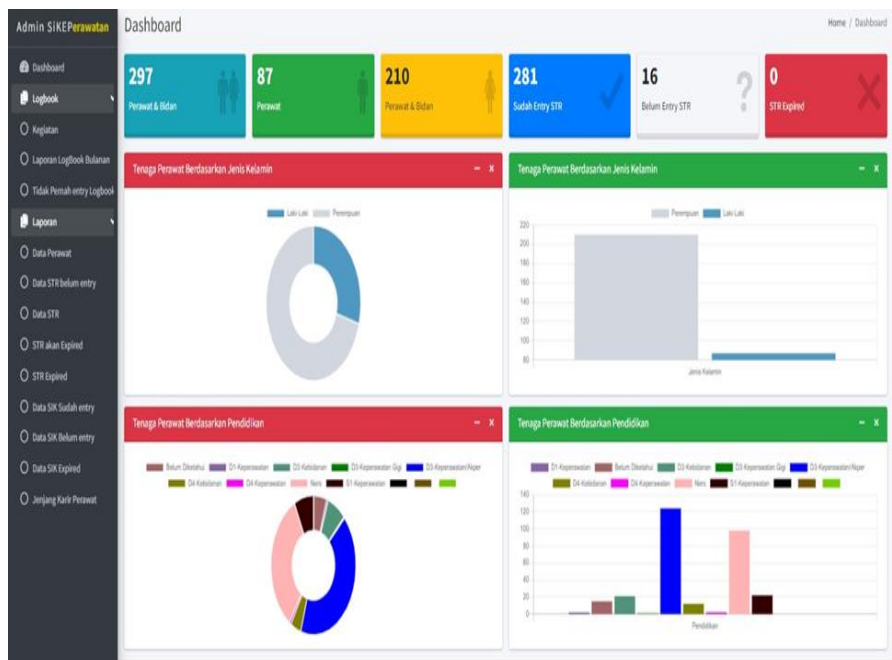 Admin SiKEPerawatan
Dashboard
Logbook
Kegiatan
Laporan LogBook Bulanan
Tidak Pernah entry Logbook
Laporan
Data Perawat
Data STR belum entry
Data STR
STR akan Expired
STR Expired
Data SIK Sudah entry
Data SIK Belum entry
Data SIK Expired
Jenjang Karir Perawat
Dashboard
Home / Dashboard
297
Perawat & Bidan
87
Perawat
210
Perawat & Bidan
281
Sudah Entry STR
16
Belum Entry STR
?
0
STR Expired
Tenaga Perawat Berdasarkan Jenis Kelamin
Laki-Laki Perempuan
Tenaga Perawat Berdasarkan Jenis Kelamin
Perempuan Laki-Laki
220
200
180
160
140
120
100
80
Jenis Kelamin
Tenaga Perawat Berdasarkan Pendidikan
Belum Diketahui D1-Keperawatan D3-Kebidanan D3-Keperawatan Gigi D3-Keperawatan/Akper
D4-Kebidanan D4-Keperawatan Ners S1-Keperawatan
Tenaga Perawat Berdasarkan Pendidikan
D1-Keperawatan Belum Diketahui D3-Kebidanan D3-Keperawatan Gigi D3-Keperawatan/Akper
D4-Kebidanan D4-Keperawatan Ners S1-Keperawatan
140
120
100
80
60
40
20
0
Pendidikan